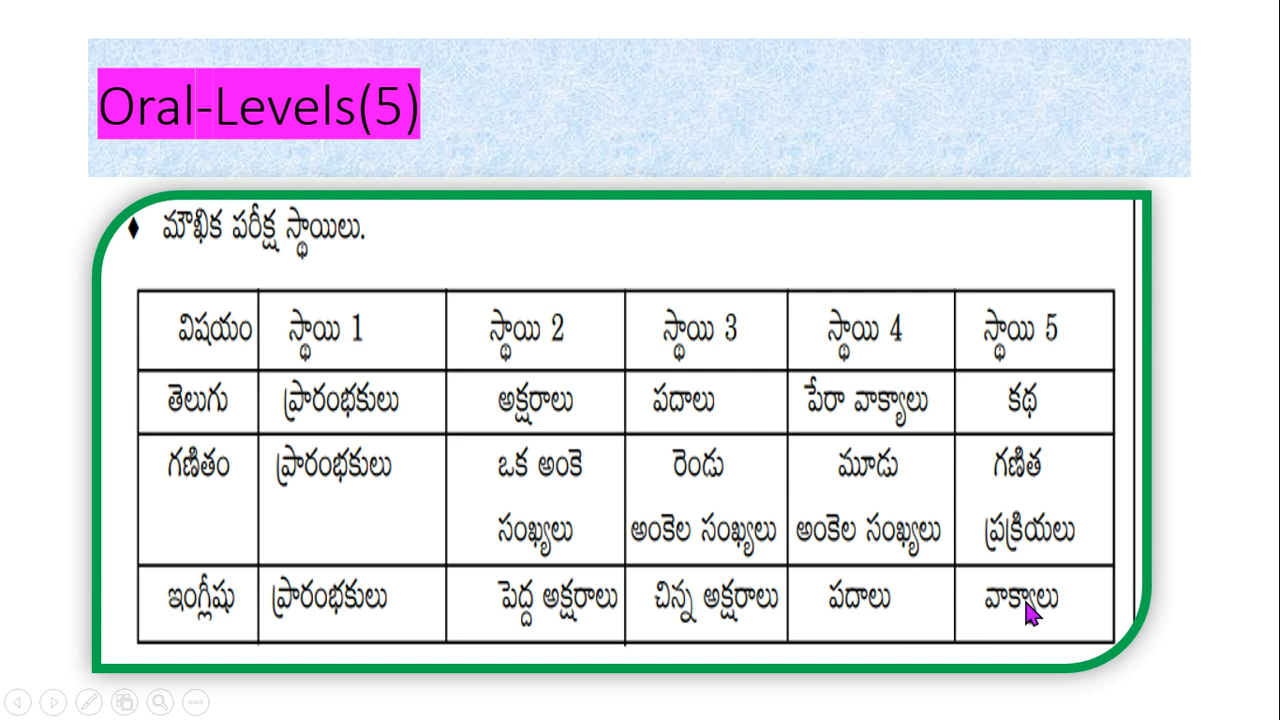 Oral-Levels(5)
♦ మౌఖిక పరీక్ష స్థాయిలు.
విషయం స్థాయి 1 స్థాయి 2 స్థాయి 3 స్థాయి 4 స్థాయి 5
తెలుగు ప్రారంభకులు అక్షరాలు పదాలు పేరా వాక్యాలు కథ
గణితం ప్రారంభకులు ఒక అంకె రెండు మూడు గణిత
సంఖ్యలు అంకెల సంఖ్యలు అంకెల సంఖ్యలు ప్రక్రియలు
ఇంగ్లీషు ప్రారంభకులు పెద్ద అక్షరాలు చిన్న అక్షరాలు పదాలు వాక్యాలు